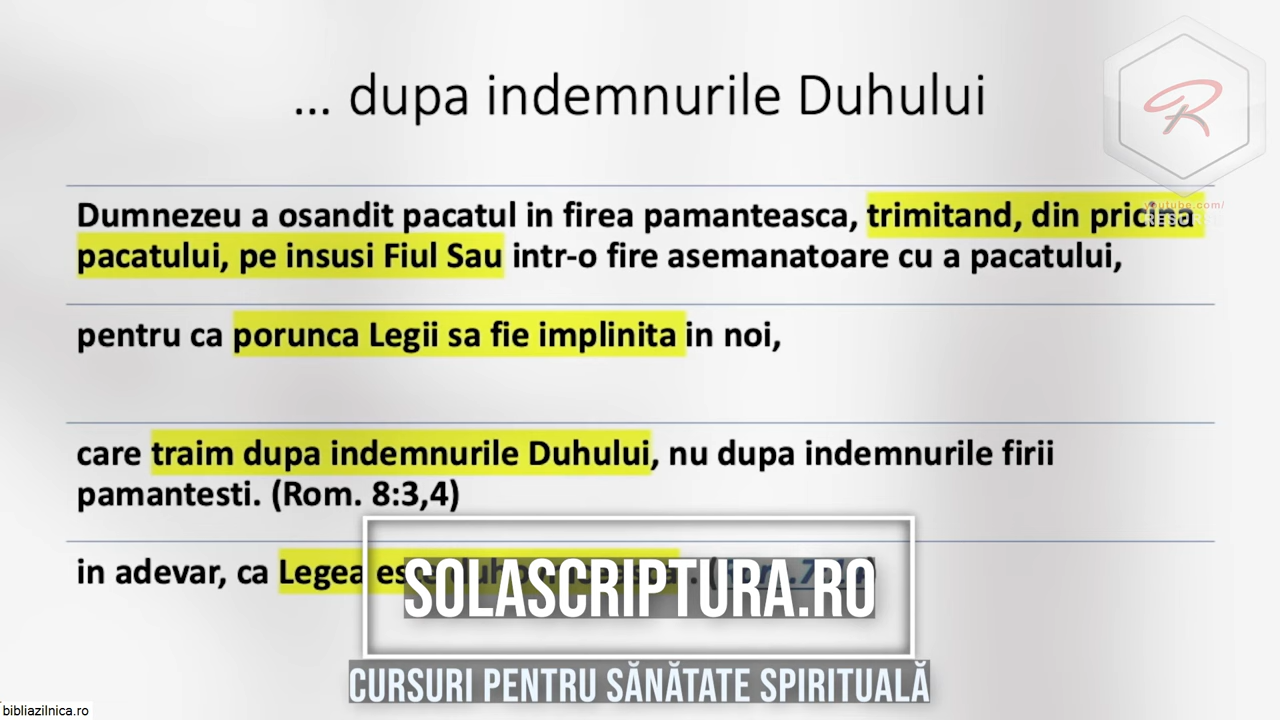 ... dupa indemnurile Duhului
Dumnezeu a osandit pacatul in firea pamanteasca, trimitand, din pricina
pacatului, pe insusi Fiul Sau intr-o fire asemanatoare cu a pacatului,
pentru ca porunca Legii sa fie implinita in noi,
care traim dupa indemnurile Duhului, nu dupa indemnurile firii
pamantesti. (Rom. 8:3,4)
in adevar, ca Legea
SOLASCRIPTURA.RO
CURSURI PENTRU SĂNĂTATE SPIRITUALĂ
bibliazilnica.ro
R
youtube.com/